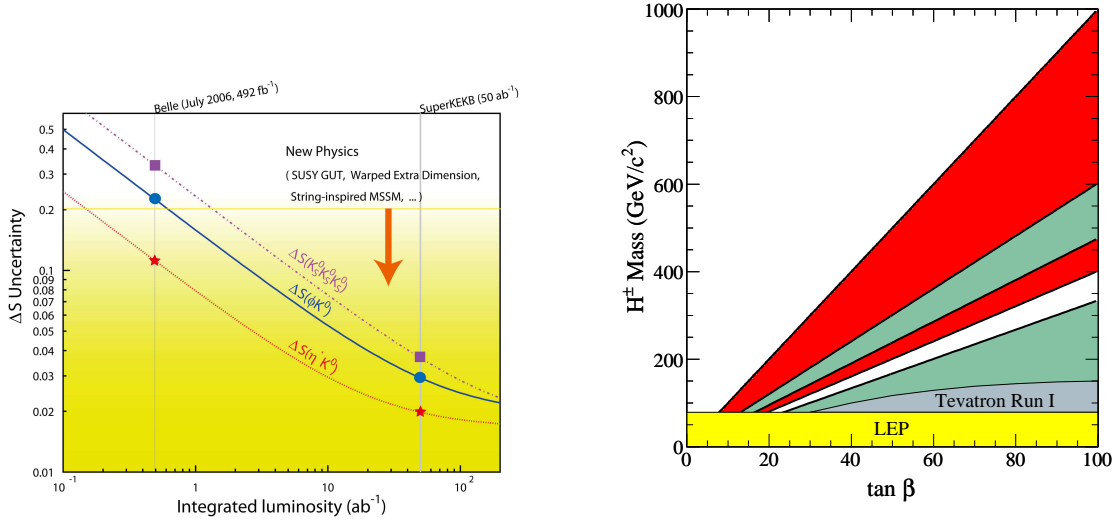 Belle (July 2006, 492 fb⁻¹)
SuperKEKB (50 ab⁻¹)
New Physics
( SUSY GUT, Warped Extra Dimension,
String-inspired MSSM, ... )
ΔS(K⁰ₛK⁰ₛK⁰ₛ)
ΔS(φK⁰)
ΔS(η'K⁰)
ΔS Uncertainty
0.5
0.4
0.3
0.2
0.1
0.08
0.07
0.06
0.05
0.04
0.03
0.02
0.01
10⁻¹
1
10
10²
Integrated luminosity (ab⁻¹)
H± Mass (GeV/c²)
1000
800
600
400
200
0
Tevatron Run I
LEP
0
20
40
60
80
100
tan β